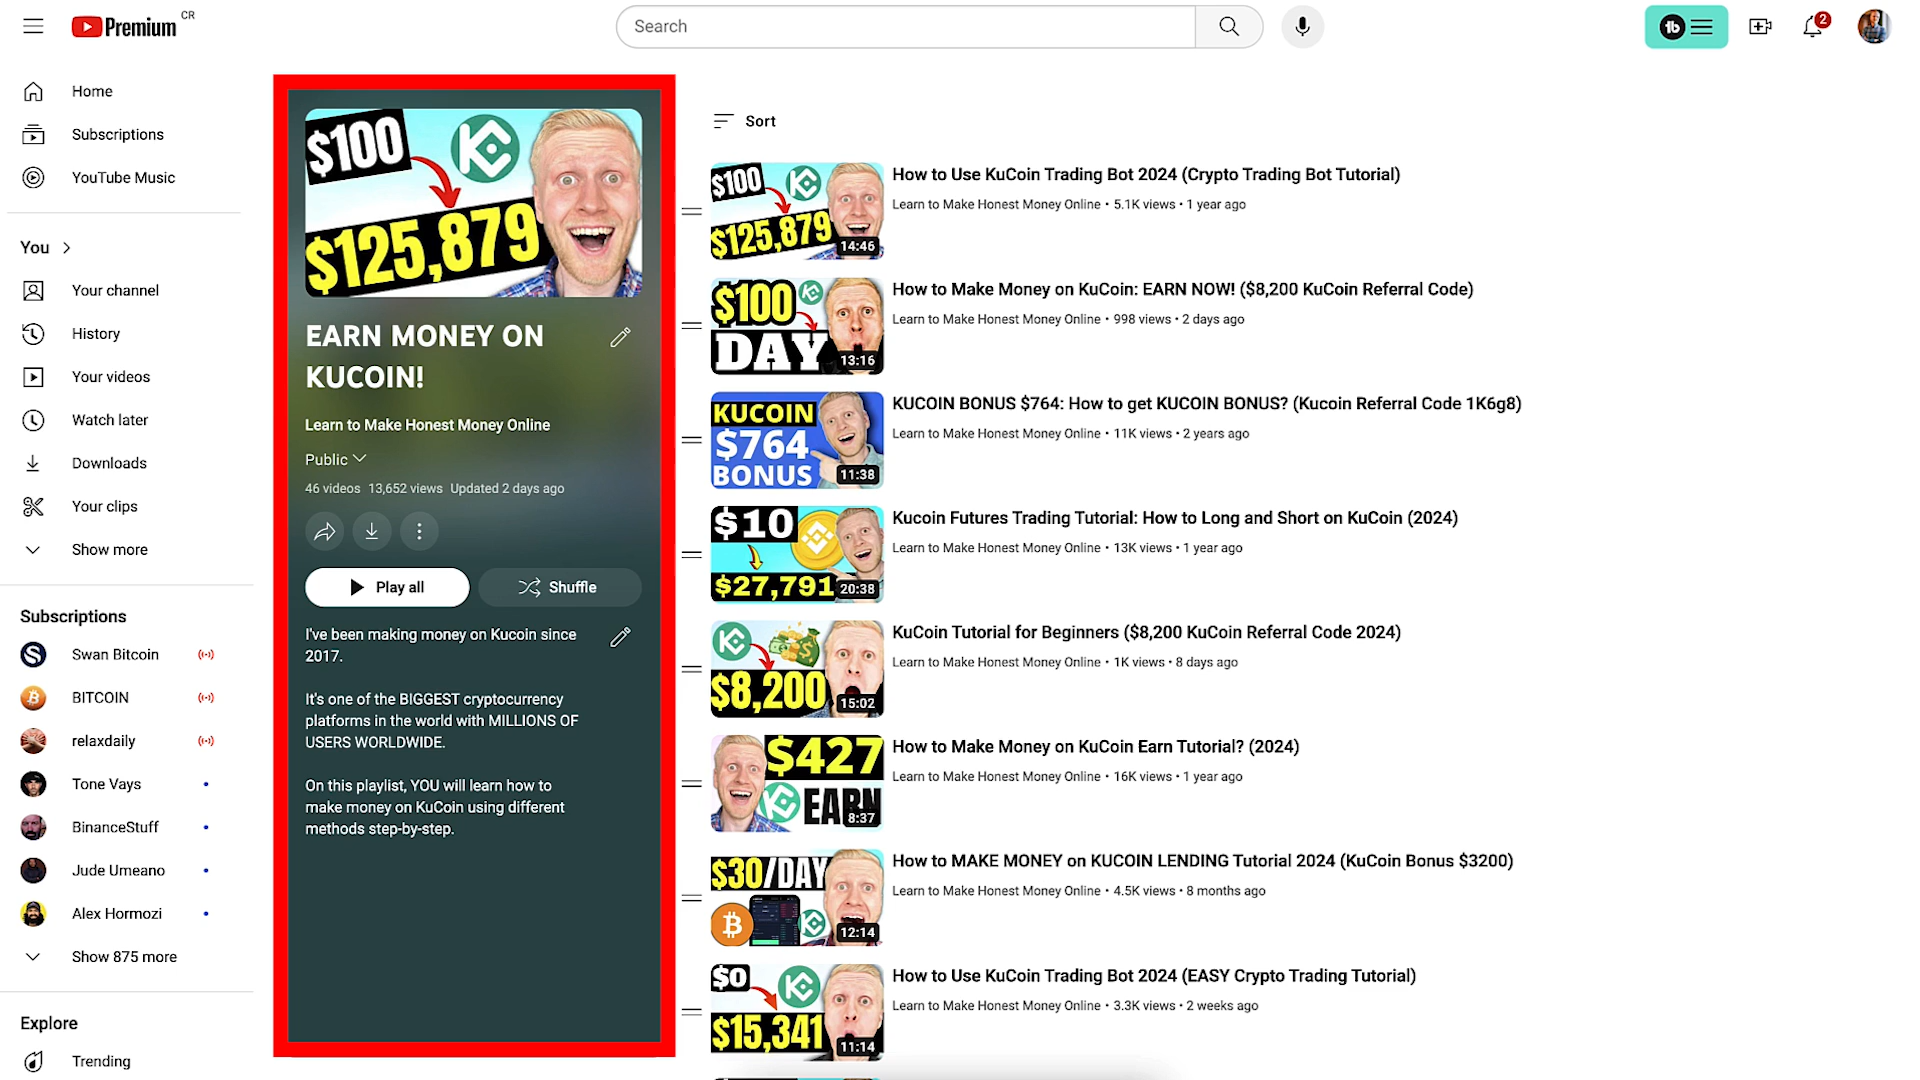 Premium CR
Search
tb
2
Home
Subscriptions
YouTube Music
You
Your channel
History
Your videos
Watch later
Downloads
Your clips
Show more
Subscriptions
Swan Bitcoin
BITCOIN
relaxdaily
Tone Vays
BinanceStuff
Jude Umeano
Alex Hormozi
Show 875 more
Explore
Trending
$100
$125,879
EARN MONEY ON
KUCOIN!
Learn to Make Honest Money Online
Public
46 videos 13,652 views Updated 2 days ago
Play all
Shuffle
I've been making money on Kucoin since
2017.
It's one of the BIGGEST cryptocurrency
platforms in the world with MILLIONS OF
USERS WORLDWIDE.
On this playlist, YOU will learn how to
make money on KuCoin using different
methods step-by-step.
Sort
$100
$125,879
14:46
How to Use KuCoin Trading Bot 2024 (Crypto Trading Bot Tutorial)
Learn to Make Honest Money Online • 5.1K views • 1 year ago
$100
DAY
13:16
How to Make Money on KuCoin: EARN NOW! ($8,200 KuCoin Referral Code)
Learn to Make Honest Money Online • 998 views • 2 days ago
KUCOIN
$764
BONUS
11:38
KUCOIN BONUS $764: How to get KUCOIN BONUS? (Kucoin Referral Code 1K6g8)
Learn to Make Honest Money Online • 11K views • 2 years ago
$10
$27,791
20:38
Kucoin Futures Trading Tutorial: How to Long and Short on KuCoin (2024)
Learn to Make Honest Money Online • 13K views • 1 year ago
$8,200
15:02
KuCoin Tutorial for Beginners ($8,200 KuCoin Referral Code 2024)
Learn to Make Honest Money Online • 1K views • 8 days ago
$427
EARN
8:37
How to Make Money on KuCoin Earn Tutorial? (2024)
Learn to Make Honest Money Online • 16K views • 1 year ago
$30/DAY
12:14
How to MAKE MONEY on KUCOIN LENDING Tutorial 2024 (KuCoin Bonus $3200)
Learn to Make Honest Money Online • 4.5K views • 8 months ago
$0
$15,341
11:14
How to Use KuCoin Trading Bot 2024 (EASY Crypto Trading Tutorial)
Learn to Make Honest Money Online • 3.3K views • 2 weeks ago